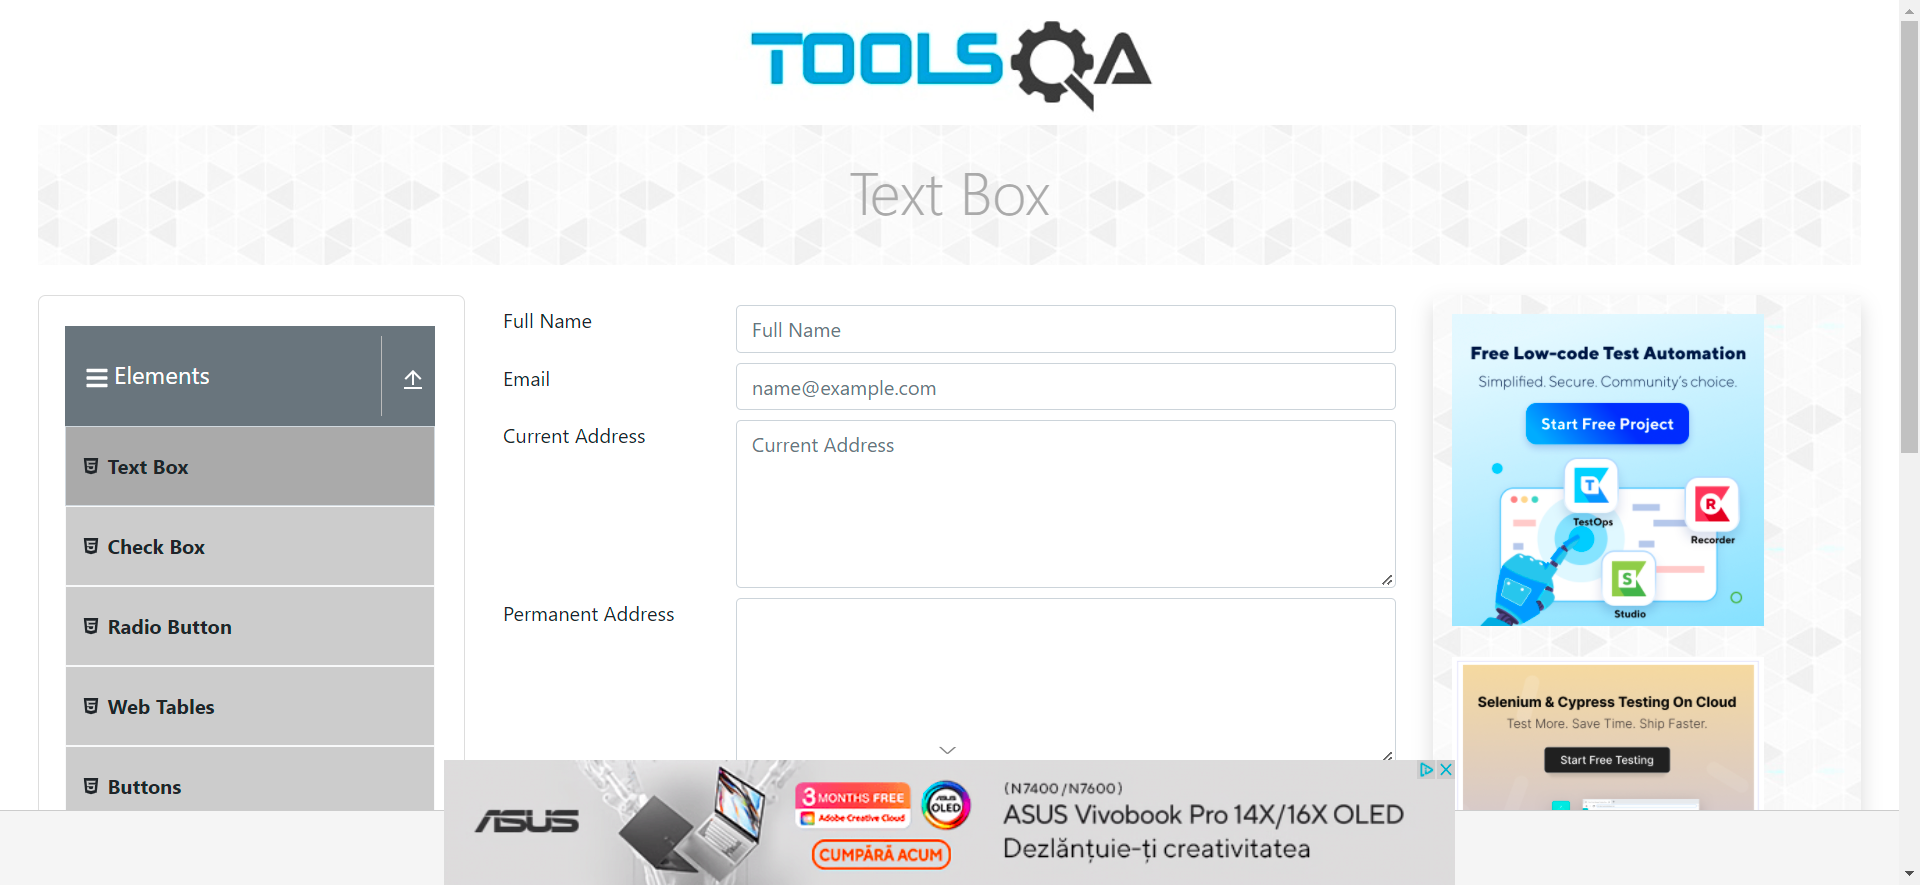 TOOLSQA
Text Box
Elements
Text Box
Check Box
Radio Button
Web Tables
Buttons
Full Name
Full Name
Email
name@example.com
Current Address
Current Address
Permanent Address
Free Low-code Test Automation
Simplified. Secure. Community's choice.
Start Free Project
T
TestOps
R
Recorder
S
Studio
Selenium & Cypress Testing On Cloud
Test More. Save Time. Ship Faster.
Start Free Testing
ASUS
3 MONTHS FREE
Adobe Creative Cloud
ASUS
OLED
CUMPĂRĂ ACUM
(N7400/N7600)
ASUS Vivobook Pro 14X/16X OLED
Dezlănțuie-ți creativitatea